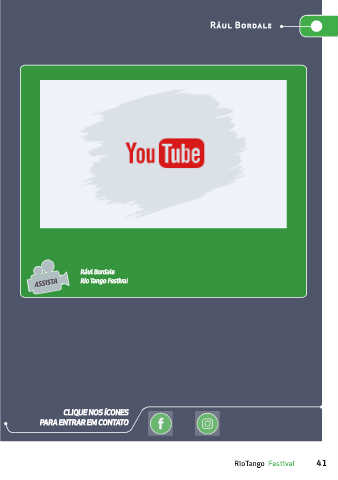 Rául Bordale
YouTube
ASSISTA
Rául Bordale
Rio Tango Festival
CLIQUE NOS ÍCONES
PARA ENTRAR EM CONTATO
RioTango Festival 41